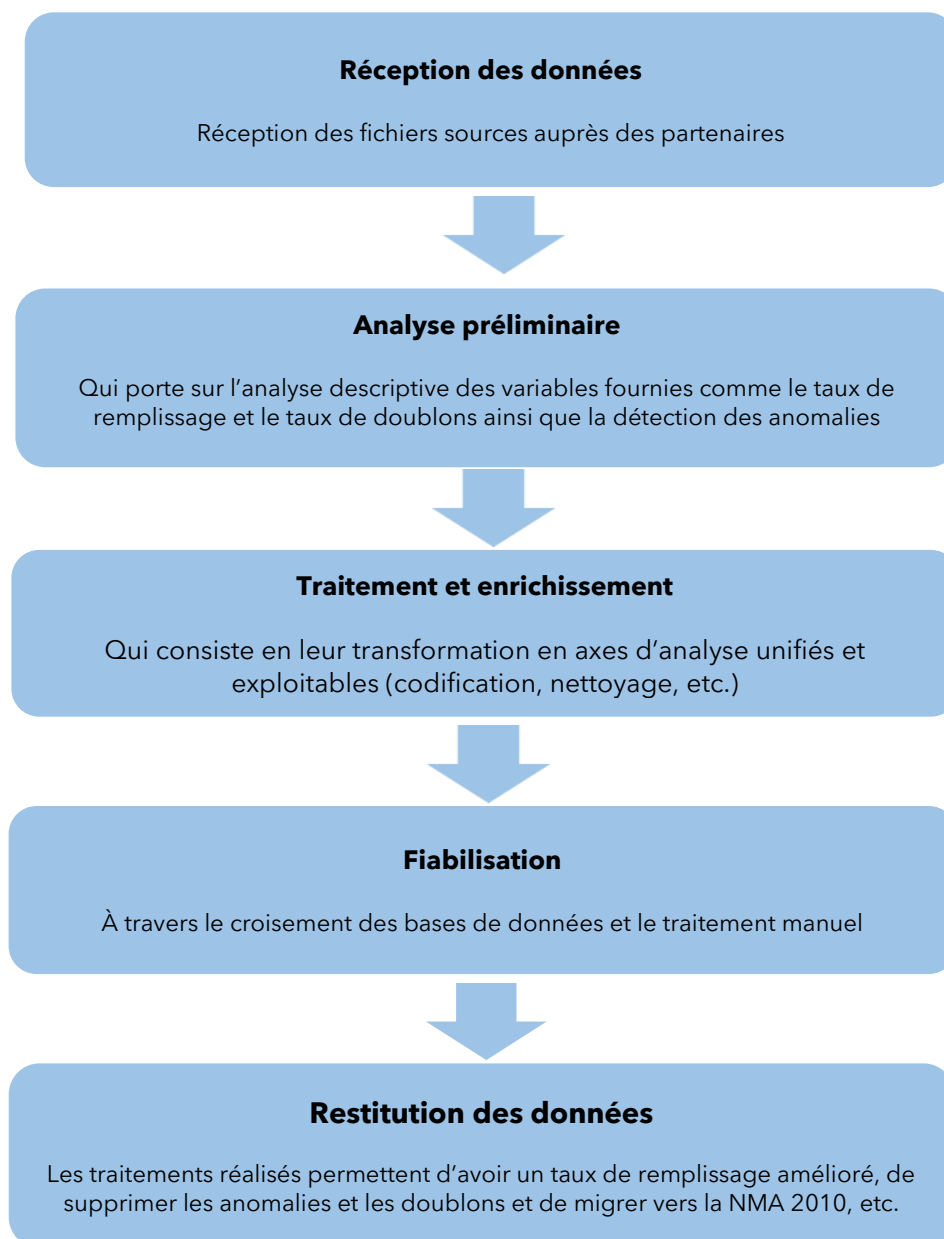 Réception des données
Réception des fichiers sources auprès des partenaires
Analyse préliminaire
Qui porte sur l’analyse descriptive des variables fournies comme le taux de
remplissage et le taux de doublons ainsi que la détection des anomalies
Traitement et enrichissement
Qui consiste en leur transformation en axes d’analyse unifiés et
exploitables (codification, nettoyage, etc.)
Fiabilisation
À travers le croisement des bases de données et le traitement manuel
Restitution des données
Les traitements réalisés permettent d’avoir un taux de remplissage amélioré, de
supprimer les anomalies et les doublons et de migrer vers la NMA 2010, etc.